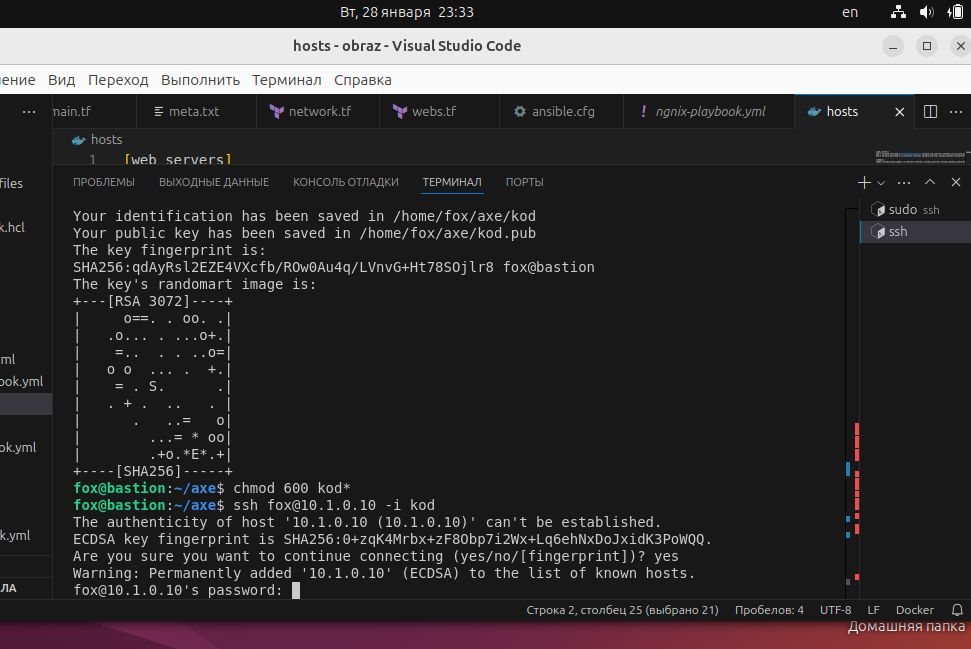 Вт, 28 января 23:33
en
hosts - obraz - Visual Studio Code
ение Вид Переход Выполнить Терминал Справка
main.tf meta.txt network.tf webs.tf ansible.cfg ngnix-playbook.yml hosts
hosts
1 [web servers]
files
k.hcl
ml
ook.yml
ok.yml
k.yml
ЛА
ПРОБЛЕМЫ ВЫХОДНЫЕ ДАННЫЕ КОНСОЛЬ ОТЛАДКИ ТЕРМИНАЛ ПОРТЫ
sudo ssh
ssh
Your identification has been saved in /home/fox/axe/kod
Your public key has been saved in /home/fox/axe/kod.pub
The key fingerprint is:
SHA256:qdAyRsl2EZE4VXcfb/ROw0Au4q/LVnvG+Ht78SOjlr8 fox@bastion
The key's randomart image is:
+---[RSA 3072]----+
|     o==. . oo. .|
|   .o... . ...o+.|
|    =..  . . ..o=|
|   o o  ... .  +.|
|    = . S.      .|
|   . + .  ..   . |
|      .   ..=   o|
|        ...= * oo|
|        .+o.*E*.+|
+----[SHA256]-----+
fox@bastion:~/axe$ chmod 600 kod*
fox@bastion:~/axe$ ssh fox@10.1.0.10 -i kod
The authenticity of host '10.1.0.10 (10.1.0.10)' can't be established.
ECDSA key fingerprint is SHA256:0+zqK4Mrbx+zF8Obp7i2Wx+Lq6ehNxDoJxidK3PoWQQ.
Are you sure you want to continue connecting (yes/no/[fingerprint])? yes
Warning: Permanently added '10.1.0.10' (ECDSA) to the list of known hosts.
fox@10.1.0.10's password:
Строка 2, столбец 25 (выбрано 21) Пробелов: 4 UTF-8 LF Docker
Домашняя папка